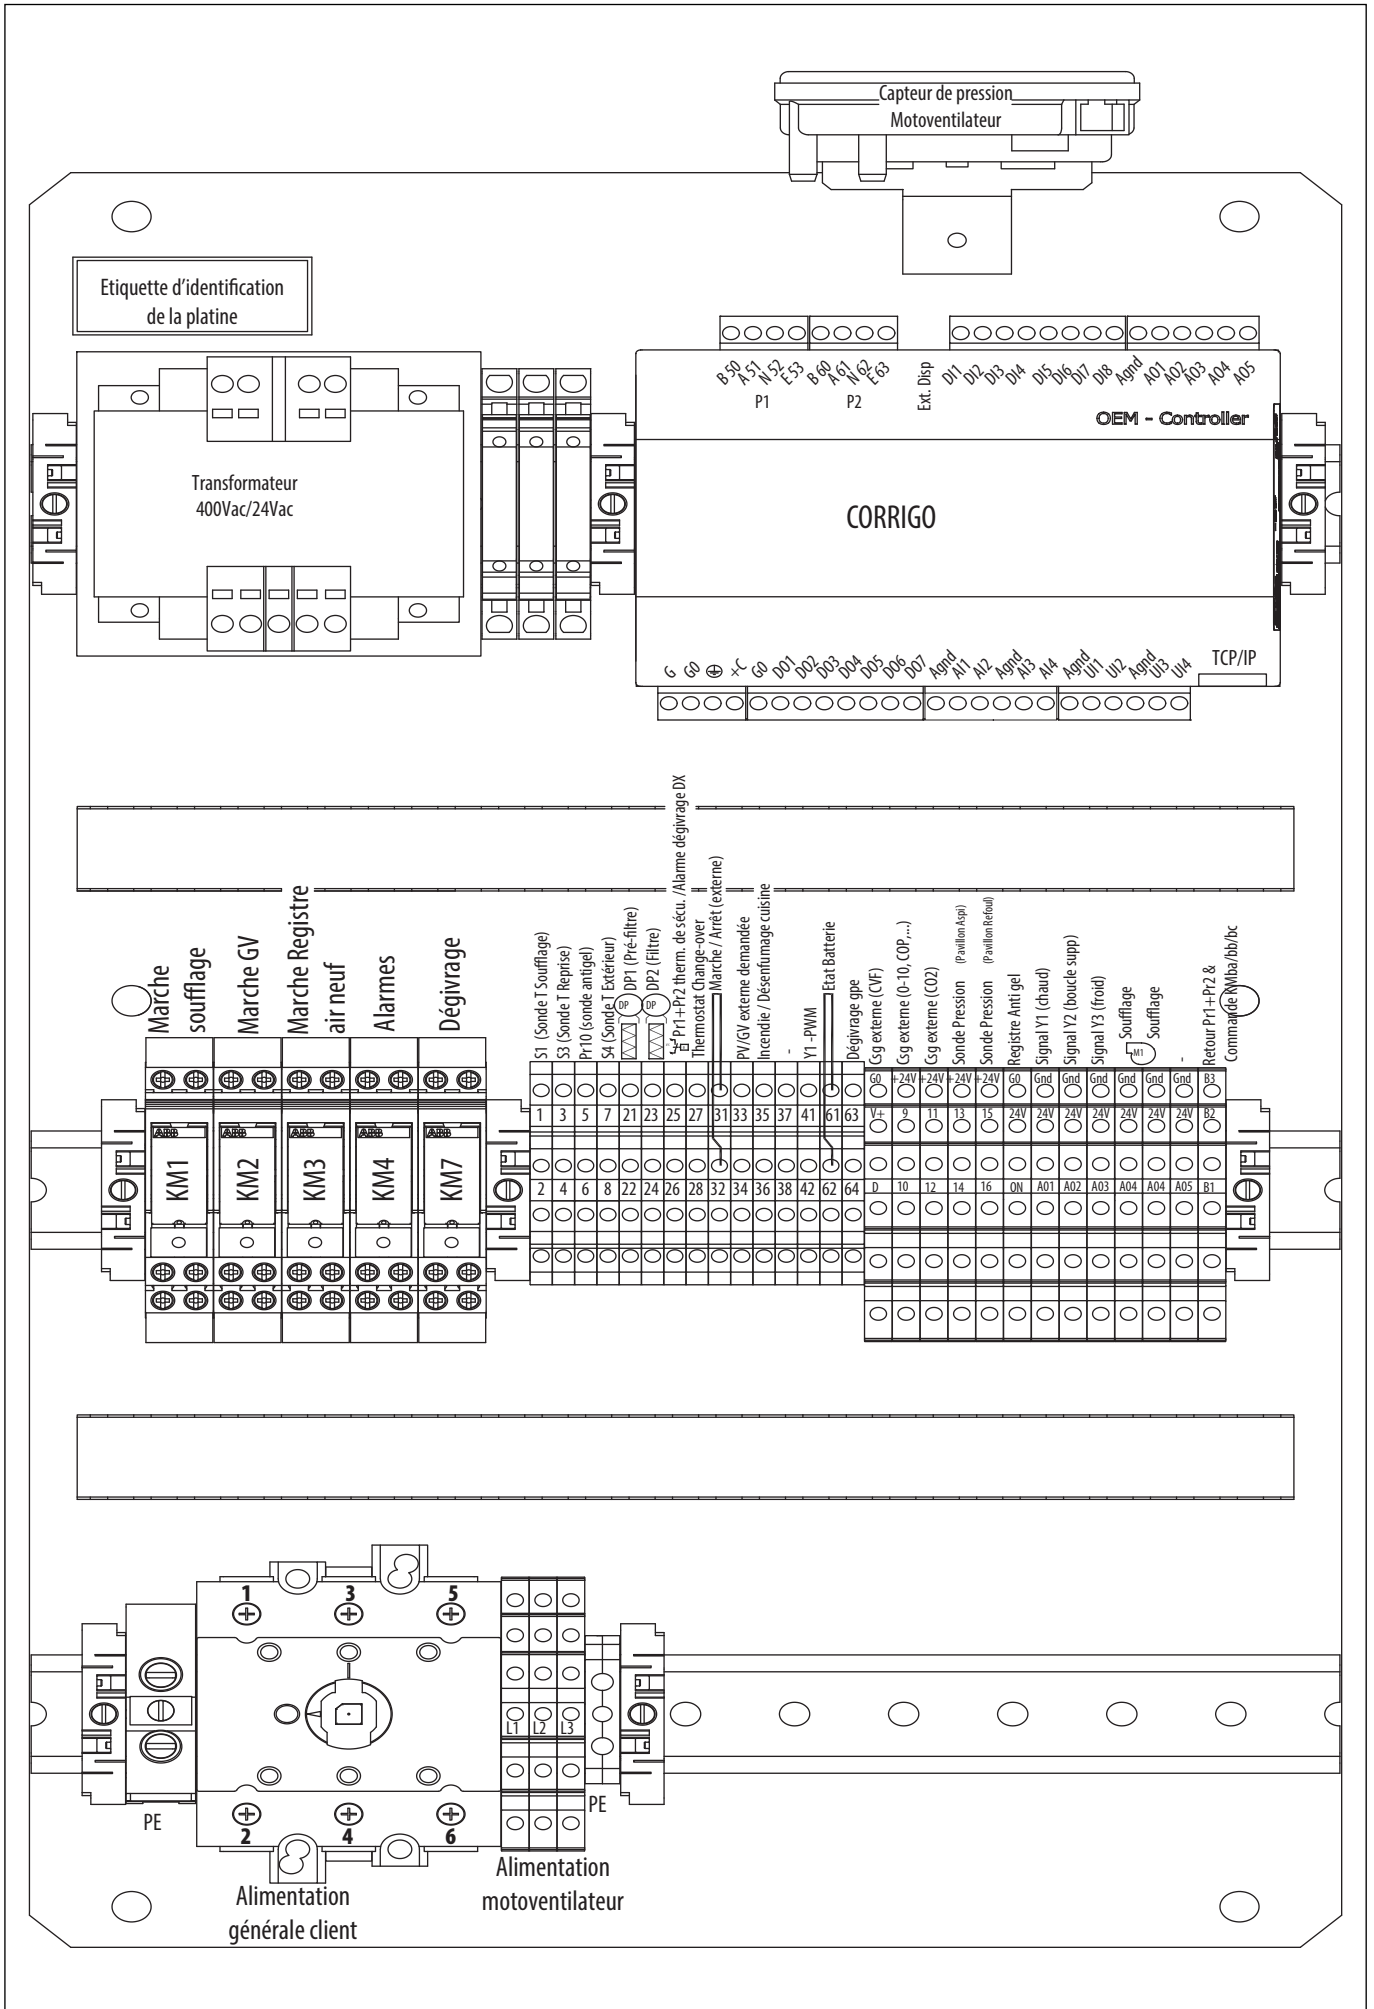 Capteur de pression
Motoventilateur
Etiquette d’identification
de la platine
B 50 A 51 N 52 E 53 B 60 A 61 N 62 E 63 Ext. Disp DI1 DI2 DI3 DI4 DI5 DI6 DI7 DI8 Agnd AO1 AO2 AO3 AO4 AO5
P1 P2
OEM - Controller
Transformateur
400Vac/24Vac
CORRIGO
G G0 +C G0 DO1 DO2 DO3 DO4 DO5 DO6 DO7 Agnd AI1 AI2 Agnd AI3 AI4 Agnd UI1 UI2 Agnd UI3 UI4 TCP/IP
Marche
soufflage
Marche GV
Marche Registre
air neuf
Alarmes
Dégivrage
S1 (Sonde T Soufflage)
S3 (Sonde T Reprise)
Pr10 (sonde antigel)
S4 (Sonde T Extérieur)
DP DP1 (Pré-filtre)
DP DP2 (Filtre)
Pr1+Pr2 therm. de sécu. /Alarme dégivrage DX
Thermostat Change-over
Marche / Arrêt (externe)
PV/GV externe demandée
Incendie / Désenfumage cuisine
-
Y1 -PWM
Etat Batterie
Dégivrage gpe
Csg externe (CVF)
Csg externe (0-10, COP,...)
Csg externe (CO2)
Sonde Pression (Pavillon Aspi)
Sonde Pression (Pavillon Refoul)
Registre Anti gel
Signal Y1 (chaud)
Signal Y2 (boucle supp)
Signal Y3 (froid)
Soufflage
M1
Soufflage
-
Retour Pr1+Pr2 &
Commande KMba/bb/bc
G0 +24V +24V +24V +24V G0 Gnd Gnd Gnd Gnd Gnd Gnd B3
1 3 5 7 21 23 25 27 31 33 35 37 41 61 63 V+ 9 11 13 15 24V 24V 24V 24V 24V 24V 24V B2
ABB ABB ABB ABB ABB
KM1 KM2 KM3 KM4 KM7
2 4 6 8 22 24 26 28 32 34 36 38 42 62 64 D 10 12 14 16 ON A01 A02 A03 A04 A04 A05 B1
1 3 5
L1 L2 L3
PE
PE
2 4 6
Alimentation
motoventilateur
Alimentation
générale client